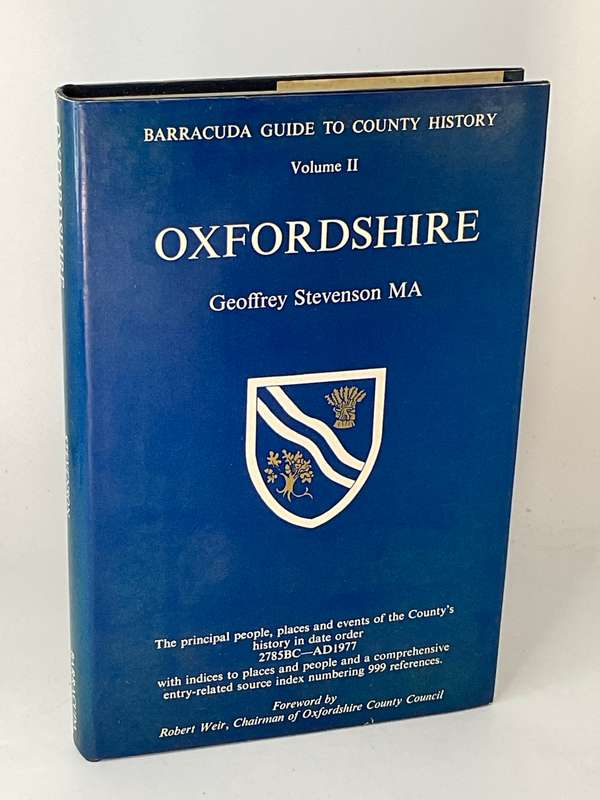 BARRACUDA GUIDE TO COUNTY HISTORY
Volume II
OXFORDSHIRE
Geoffrey Stevenson MA
The principal people, places and events of the County's
history in date order
2785BC—AD1977
with indices to places and people and a comprehensive
entry-related source index numbering 999 references.
Foreword by
Robert Weir, Chairman of Oxfordshire County Council
OXFORDSHIRE